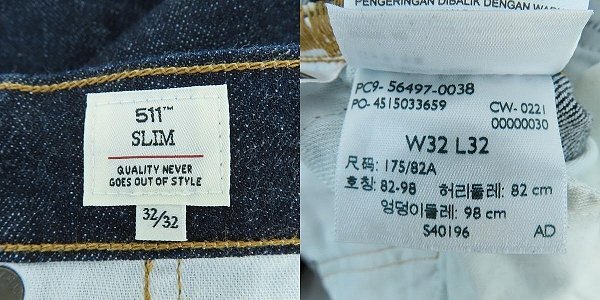 511™
SLIM
QUALITY NEVER
GOES OUT OF STYLE
32/32
PENGERINGAN DIBALIK DENGAN
PC9- 56497-0038
PO- 4515033659 CW- 0221
00000030
W32 L32
尺码: 175/82A
호칭: 82-98 허리둘레: 82 cm
엉덩이둘레: 98 cm
S40196 AD